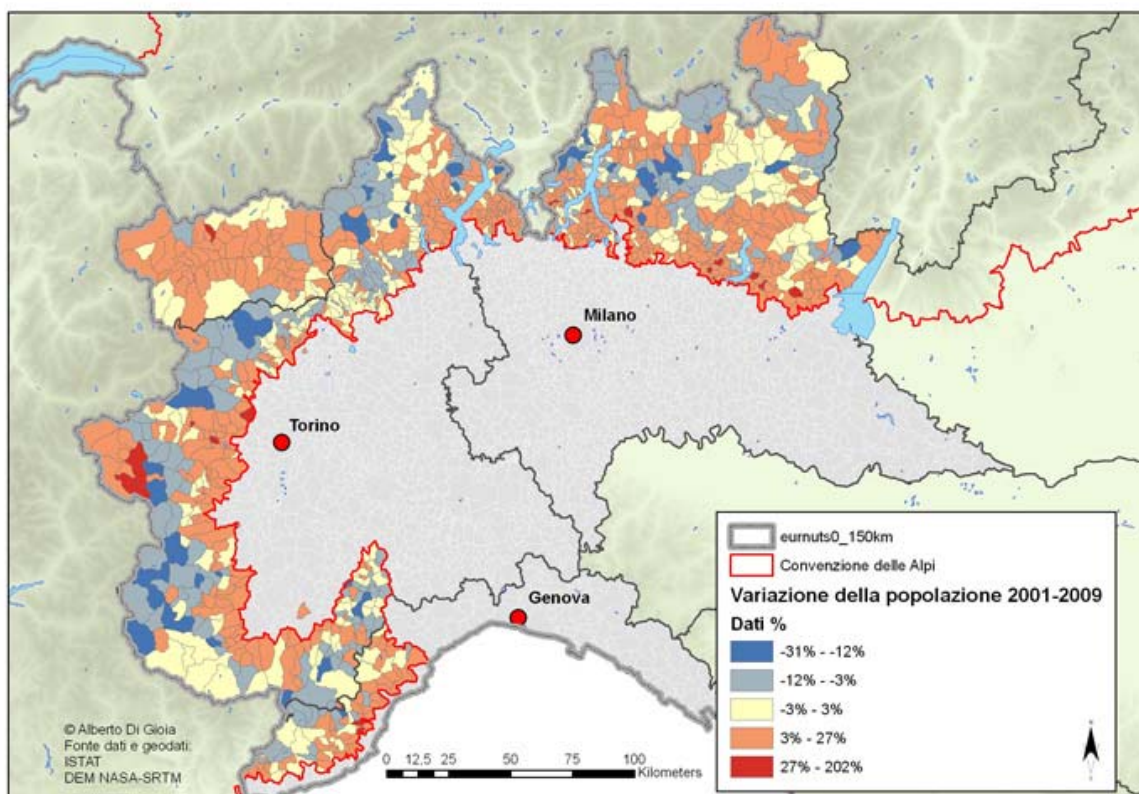 Milano
Torino
Genova
eurnuts0_150km
Convenzione delle Alpi
Variazione della popolazione 2001-2009
Dati %
-31% - -12%
-12% - -3%
-3% - 3%
3% - 27%
27% - 202%
© Alberto Di Gioia
Fonte dati e geodati:
ISTAT
DEM NASA-SRTM
0 12,5 25 50 75 100
Kilometers